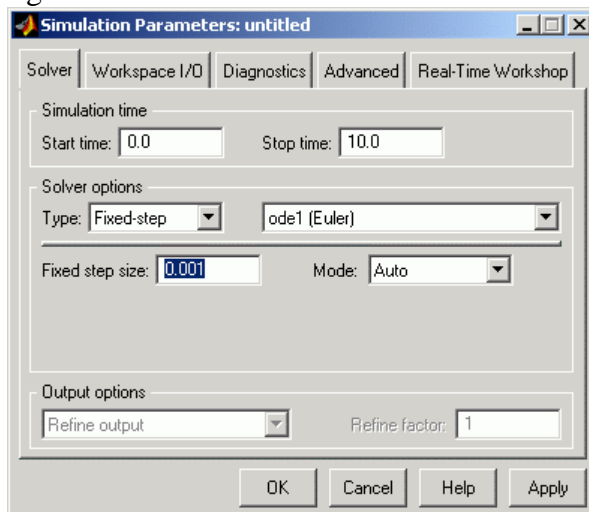 Simulation Parameters: untitled
Solver Workspace I/O Diagnostics Advanced Real-Time Workshop
Simulation time
Start time: 0.0 Stop time: 10.0
Solver options
Type: Fixed-step ode1 (Euler)
Fixed step size: 0.001 Mode: Auto
Output options
Refine output Refine factor: 1
OK Cancel Help Apply